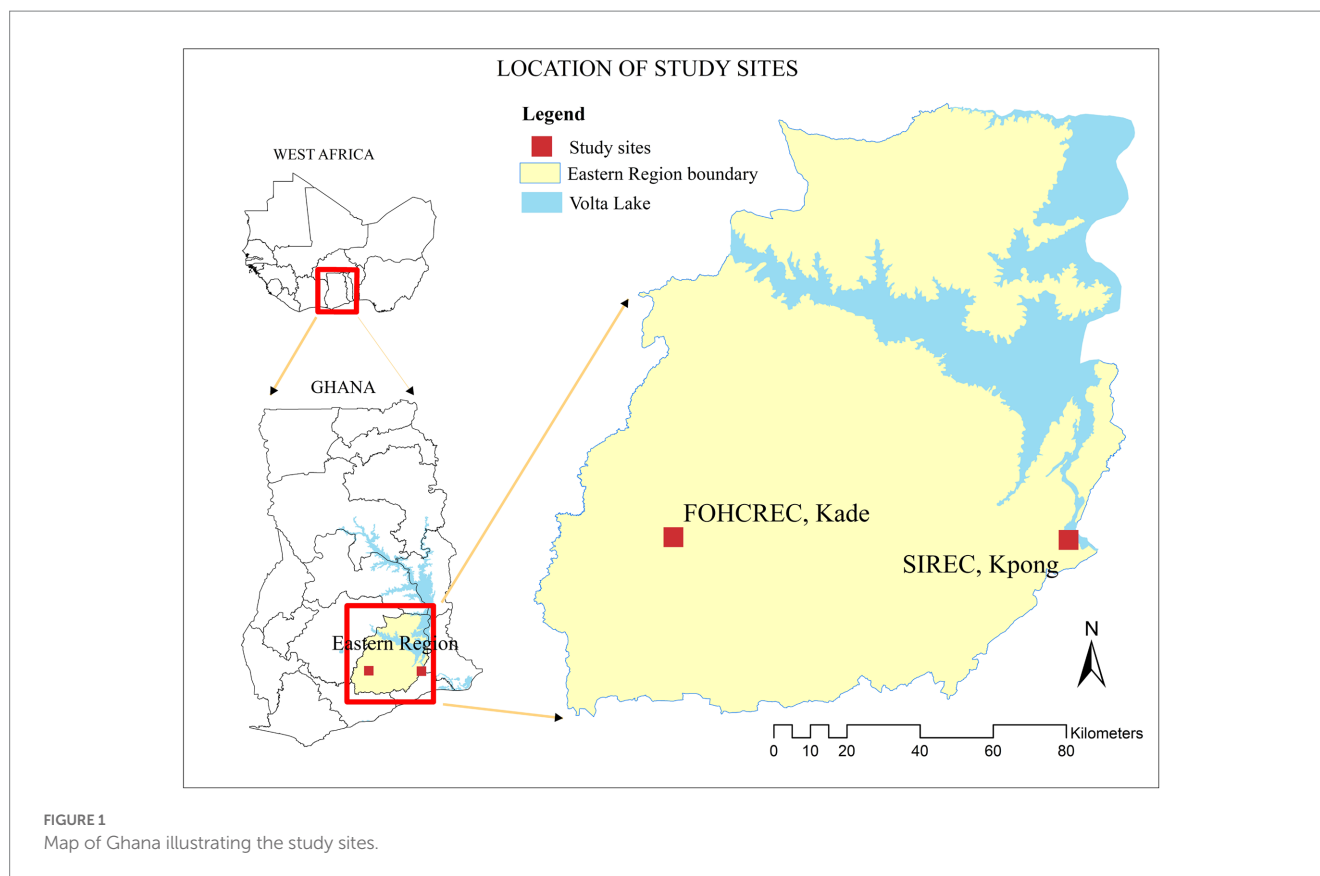 LOCATION OF STUDY SITES
Legend
Study sites
Eastern Region boundary
Volta Lake
WEST AFRICA
GHANA
Eastern Region
FOHCREC, Kade
SIREC, Kpong
N
Kilometers
0 10 20 40 60 80
FIGURE 1
Map of Ghana illustrating the study sites.